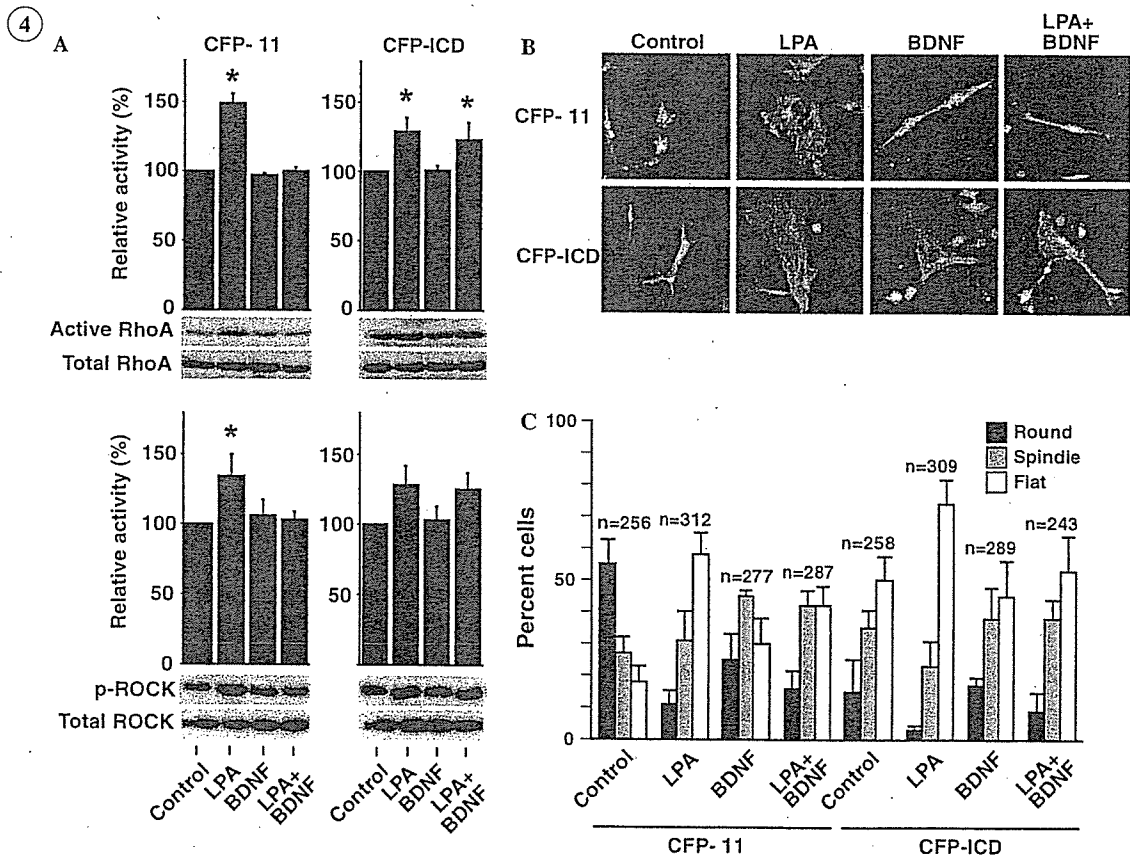 4
A
CFP- 11
CFP-ICD
Relative activity (%)
150
100
50
0
150
100
50
0
*
*
*
Active RhoA
Total RhoA
Relative activity (%)
150
100
50
0
150
100
50
0
*
p-ROCK
Total ROCK
Control
LPA
BDNF
LPA+
BDNF
Control
LPA
BDNF
LPA+
BDNF
B
Control
LPA
BDNF
LPA+
BDNF
CFP- 11
CFP-ICD
C
Percent cells
100
50
0
Round
Spindle
Flat
n=256
n=312
n=277
n=287
n=258
n=309
n=289
n=243
Control
LPA
BDNF
LPA+
BDNF
Control
LPA
BDNF
LPA+
BDNF
CFP- 11
CFP-ICD